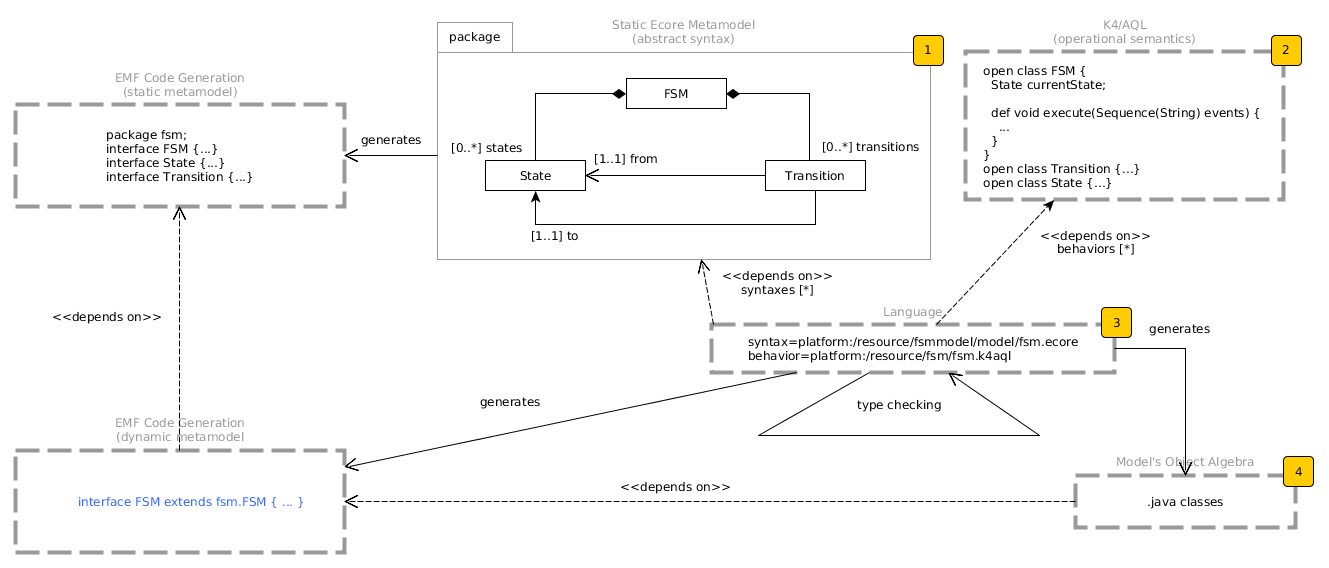 Static Ecore Metamodel
(abstract syntax)
K4/AQL
(operational semantics)
package
1
2
EMF Code Generation
(static metamodel)
package fsm;
interface FSM {...}
interface State {...}
interface Transition {...}
generates
FSM
[0..*] states
[0..*] transitions
[1..1] from
State
Transition
[1..1] to
open class FSM {
State currentState;
def void execute(Sequence(String) events) {
...
}
}
open class Transition {...}
open class State {...}
<<depends on>>
behaviors [*]
<<depends on>>
syntaxes [*]
<<depends on>>
Language
3
syntax=platform:/resource/fsmmodel/model/fsm.ecore
behavior=platform:/resource/fsm/fsm.k4aql
generates
generates
type checking
EMF Code Generation
(dynamic metamodel
interface FSM extends fsm.FSM { ... }
<<depends on>>
Model's Object Algebra
4
.java classes